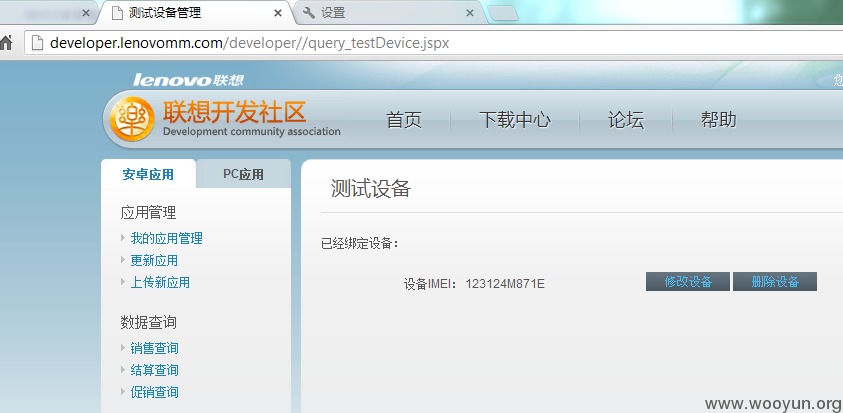 测试设备管理
设置
developer.lenovomm.com/developer//query_testDevice.jspx
lenovo联想
您
联想开发社区
Development community association
首页
下载中心
论坛
帮助
安卓应用
PC应用
应用管理
我的应用管理
更新应用
上传新应用
数据查询
销售查询
结算查询
促销查询
测试设备
已经绑定设备：
设备IMEI： 123124M871E
修改设备
删除设备
www.wooyun.org